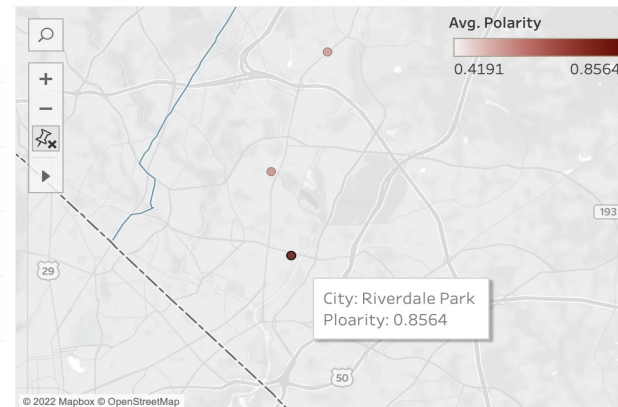 Avg. Polarity
0.4191 0.8564
193
29
City: Riverdale Park
Ploarity: 0.8564
50
© 2022 Mapbox © OpenStreetMap